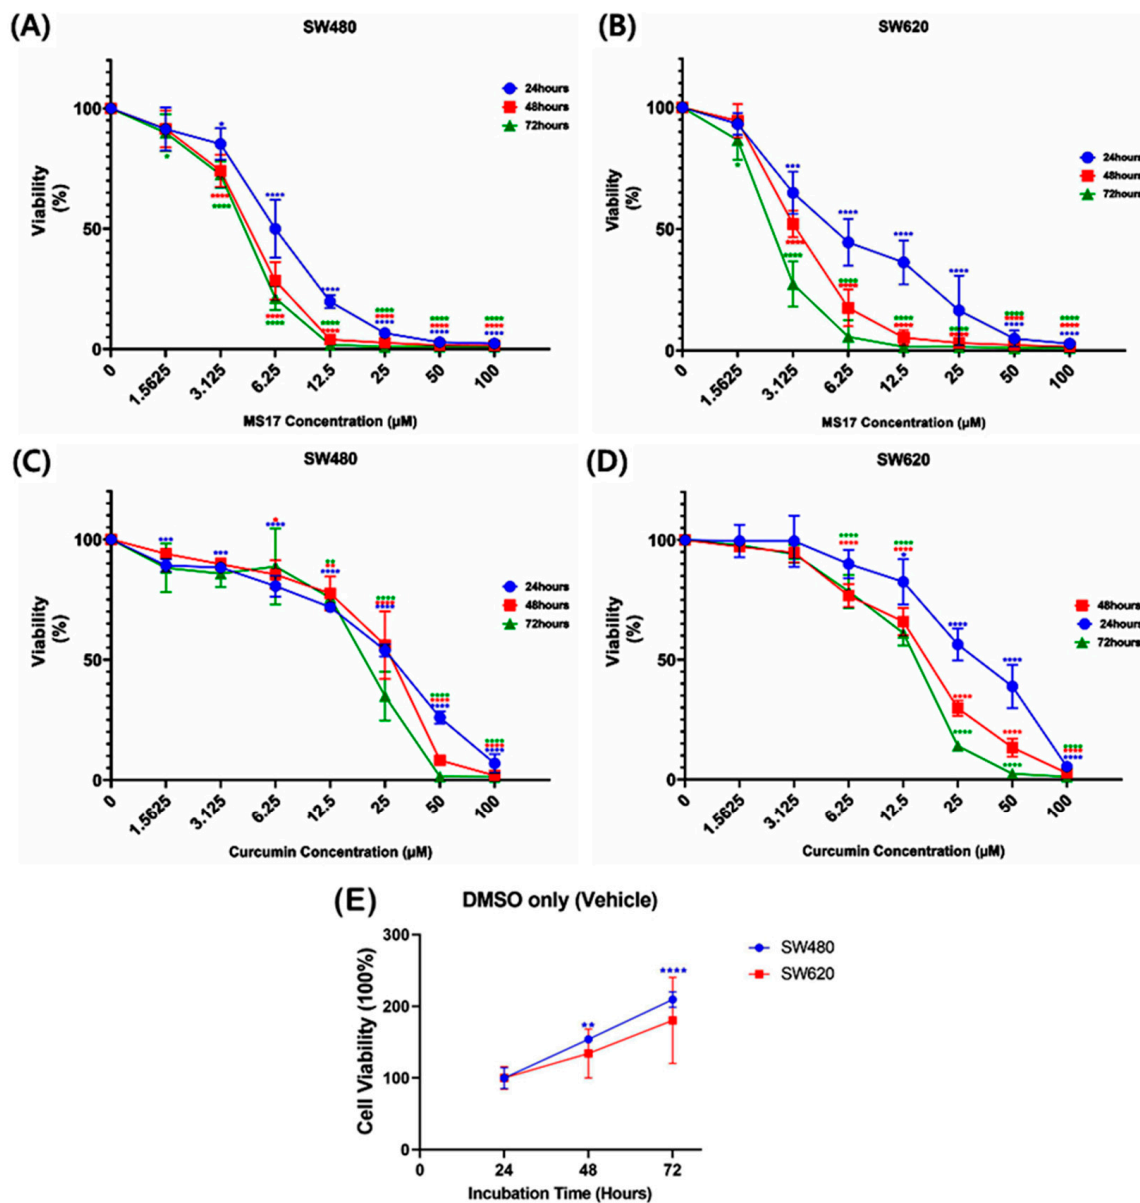 (A)
SW480
Viability
(%)
100
50
0
24hours
48hours
72hours
0
1.5625
3.125
6.25
12.5
25
50
100
MS17 Concentration (µM)
(B)
SW620
Viability
(%)
100
50
0
24hours
48hours
72hours
0
1.5625
3.125
6.25
12.5
25
50
100
MS17 Concentration (µM)
(C)
SW480
Viability
(%)
100
50
0
24hours
48hours
72hours
0
1.5625
3.125
6.25
12.5
25
50
100
Curcumin Concentration (µM)
(D)
SW620
Viability
(%)
100
50
0
48hours
24hours
72hours
0
1.5625
3.125
6.25
12.5
25
50
100
Curcumin Concentration (µM)
(E)
DMSO only (Vehicle)
Cell Viability (100%)
300
200
100
0
**
****
SW480
SW620
0
24
48
72
Incubation Time (Hours)